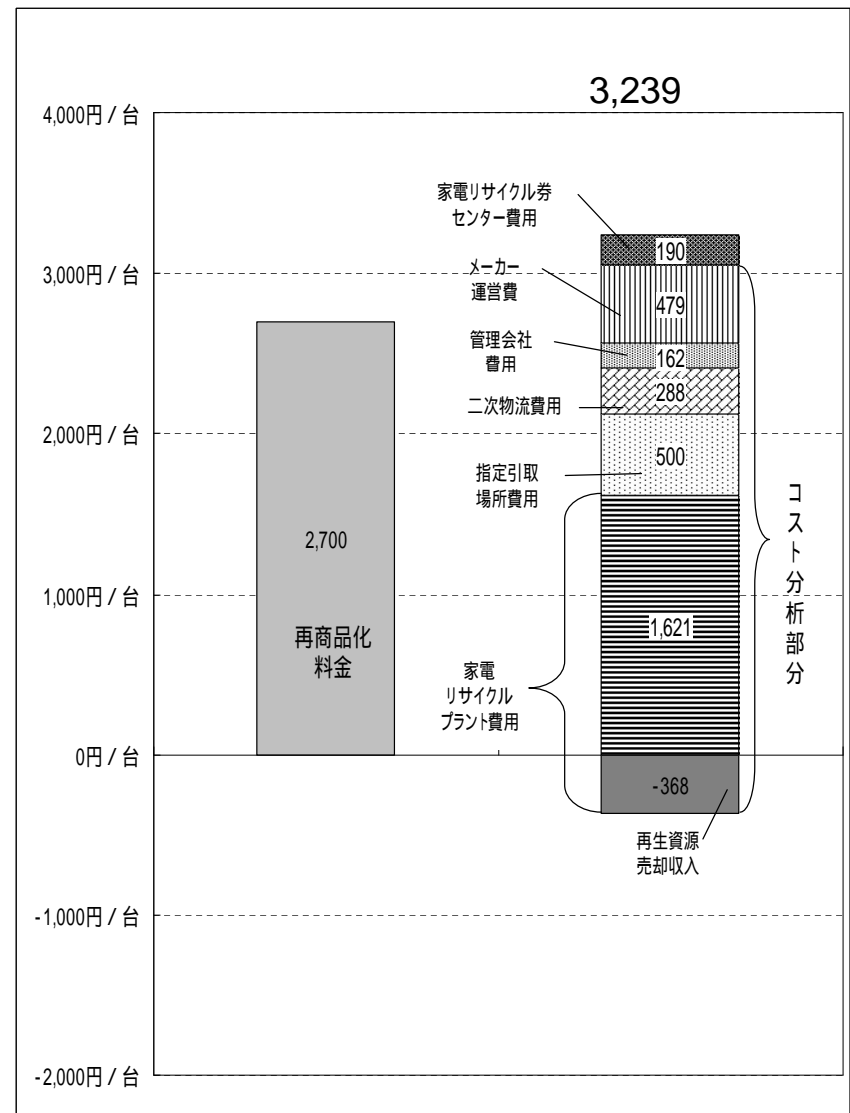 3,239
4,000円/台
家電リサイクル券
センター費用
190
3,000円/台
メーカー
運営費
479
管理会社
費用
162
288
二次物流費用
2,000円/台
500
指定引取
場所費用
コスト分析部分
2,700
1,000円/台
1,621
再商品化
料金
家電
リサイクル
プラント費用
0円/台
-368
再生資源
売却収入
-1,000円/台
-2,000円/台